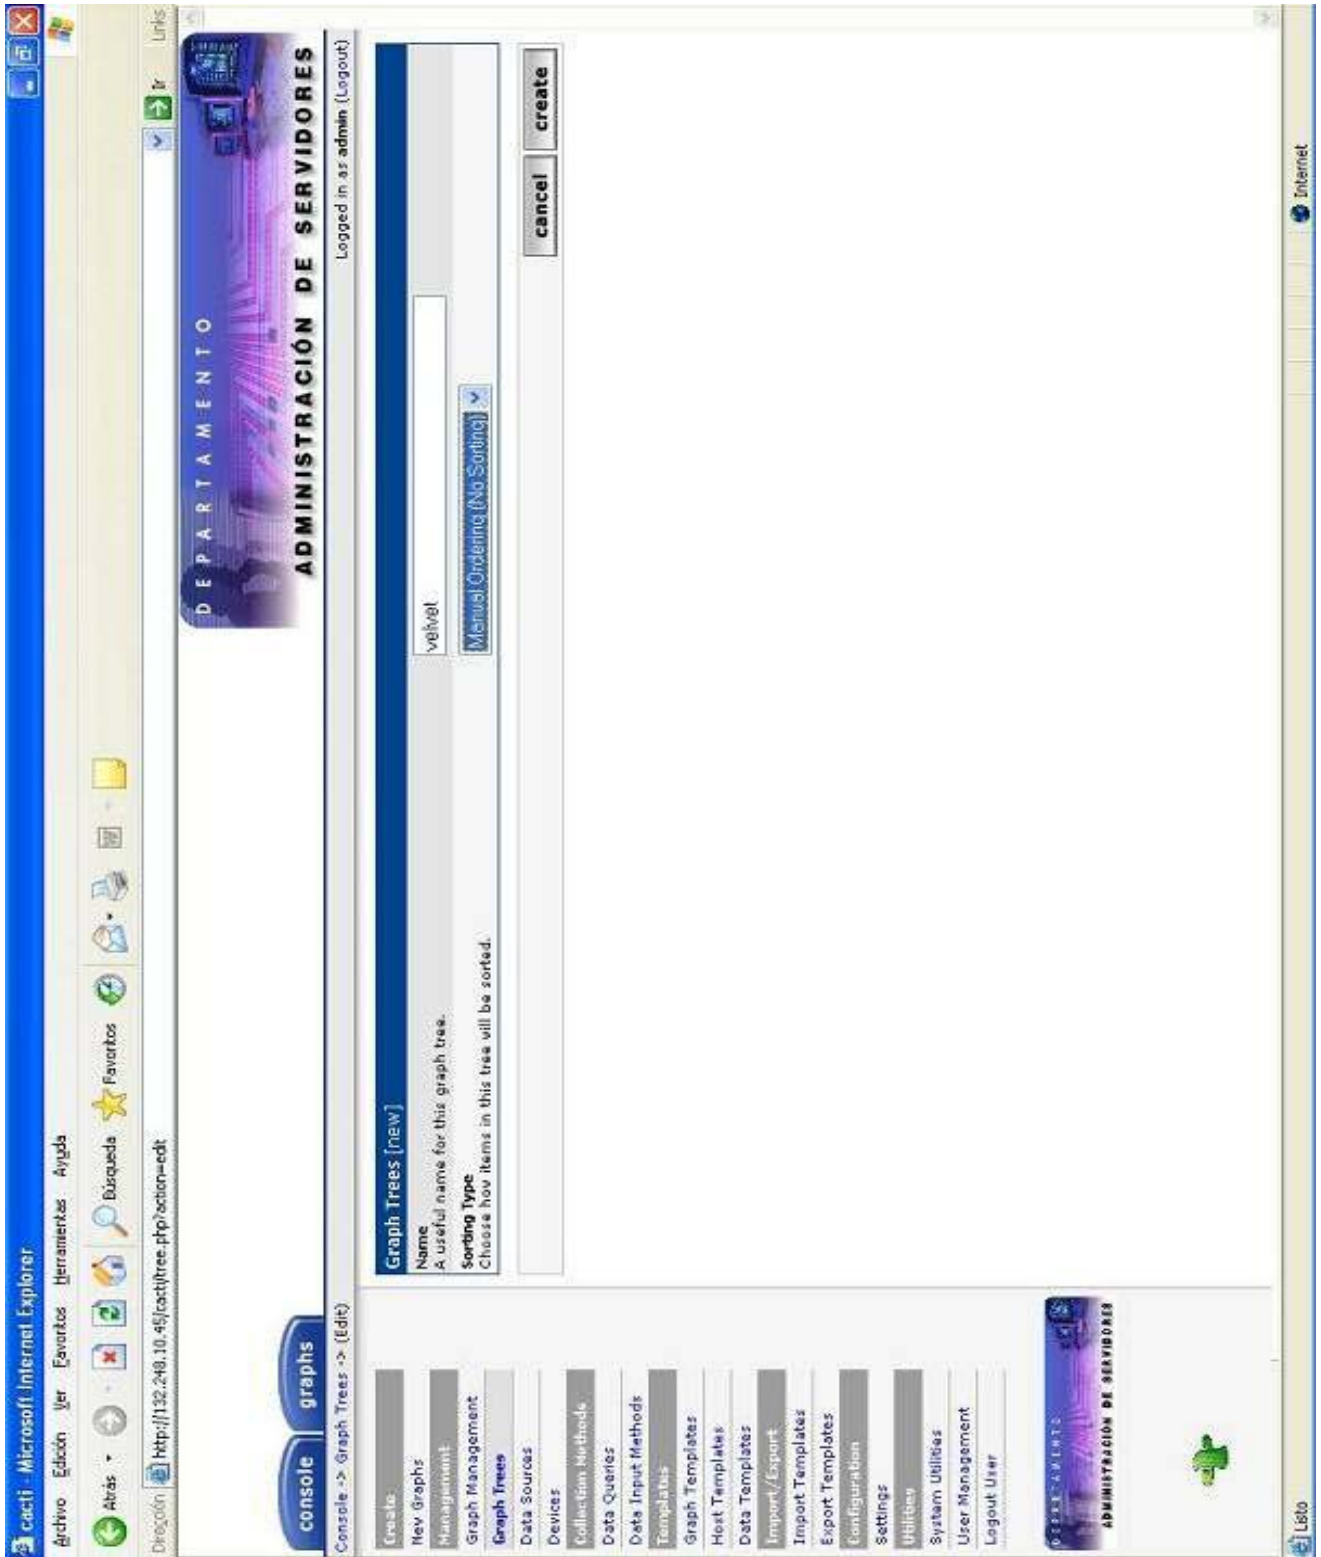 cacti - Microsoft Internet Explorer
Archivo Edición Ver Favoritos Herramientas Ayuda
Atrás Búsqueda Favoritos
Dirección http://132.248.10.45/cacti/tree.php?action=edit Ir Links
DEPARTAMENTO
ADMINISTRACIÓN DE SERVIDORES
console graphs
Console -> Graph Trees -> (Edit) Logged in as admin (Logout)
Create
New Graphs
Management
Graph Management
Graph Trees
Data Sources
Devices
Collection Methods
Data Queries
Data Input Methods
Templates
Graph Templates
Host Templates
Data Templates
Import/Export
Import Templates
Export Templates
Configuration
Settings
Utilities
System Utilities
User Management
Logout User
DEPARTAMENTO
ADMINISTRACIÓN DE SERVIDORES
Graph Trees [new]
Name
A useful name for this graph tree.
velvet
Sorting Type
Choose how items in this tree will be sorted.
Manual Ordering (No Sorting)
cancel create
Listo Internet